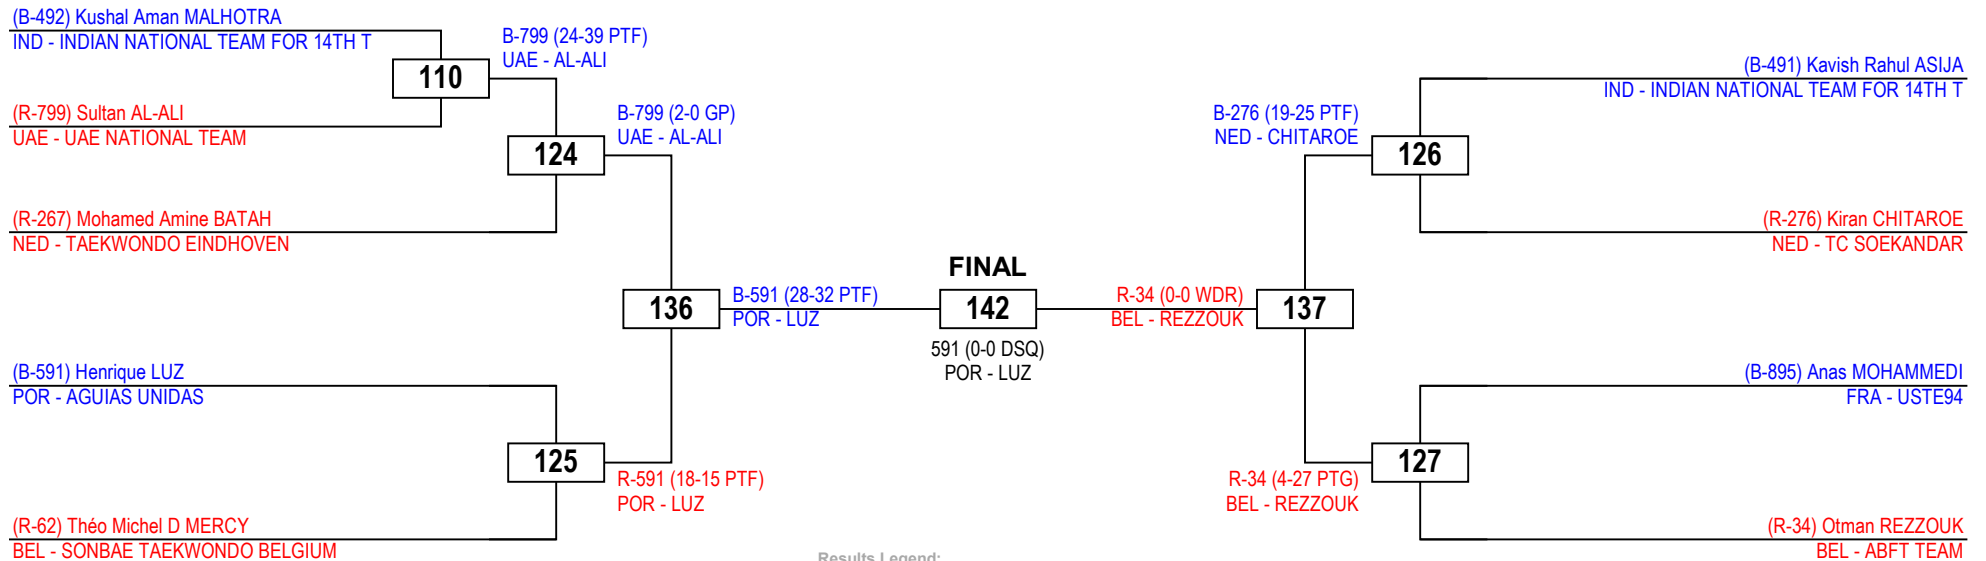 (B-492) Kushal Aman MALHOTRA
IND - INDIAN NATIONAL TEAM FOR 14TH T
110
B-799 (24-39 PTF)
UAE - AL-ALI
(R-799) Sultan AL-ALI
UAE - UAE NATIONAL TEAM
124
B-799 (2-0 GP)
UAE - AL-ALI
(R-267) Mohamed Amine BATAH
NED - TAEKWONDO EINDHOVEN
136
B-591 (28-32 PTF)
POR - LUZ
(B-591) Henrique LUZ
POR - AGUIAS UNIDAS
125
R-591 (18-15 PTF)
POR - LUZ
(R-62) Théo Michel D MERCY
BEL - SONBAE TAEKWONDO BELGIUM
FINAL
142
591 (0-0 DSQ)
POR - LUZ
(B-491) Kavish Rahul ASIJA
IND - INDIAN NATIONAL TEAM FOR 14TH T
B-276 (19-25 PTF)
NED - CHITAROE
126
(R-276) Kiran CHITAROE
NED - TC SOEKANDAR
R-34 (0-0 WDR)
BEL - REZZOUK
137
(B-895) Anas MOHAMMEDI
FRA - USTE94
127
R-34 (4-27 PTG)
BEL - REZZOUK
(R-34) Otman REZZOUK
BEL - ABFT TEAM
Results Legend: